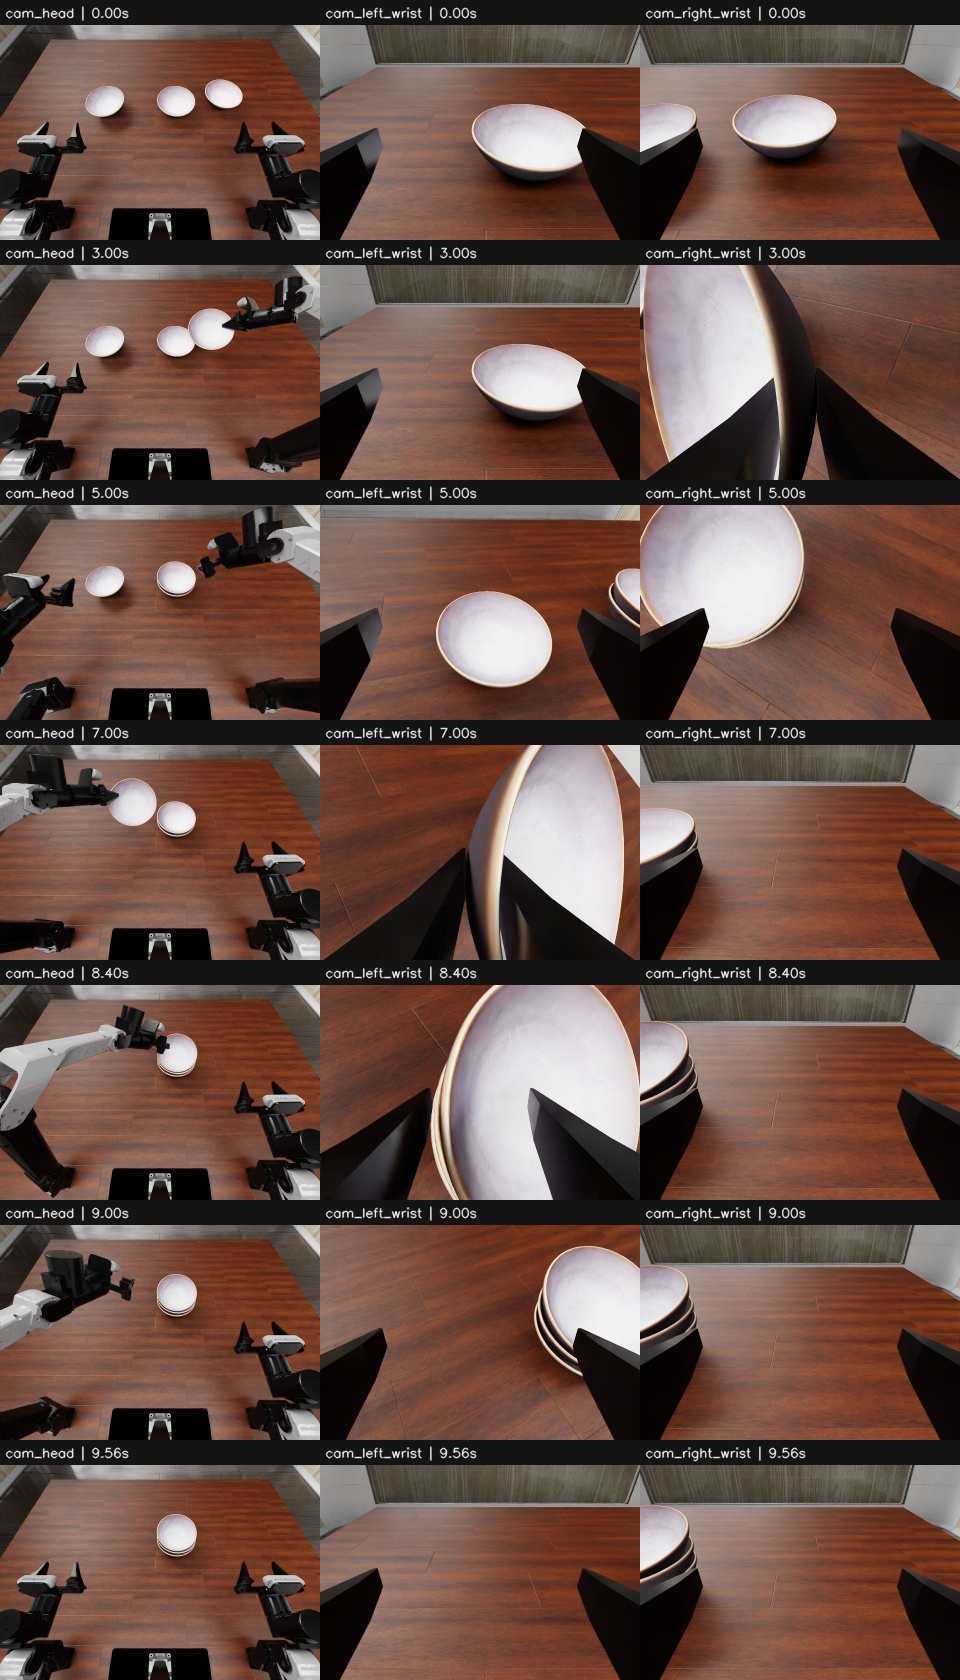 cam_head | 0.00s
cam_left_wrist | 0.00s
cam_right_wrist | 0.00s
cam_head | 3.00s
cam_left_wrist | 3.00s
cam_right_wrist | 3.00s
cam_head | 5.00s
cam_left_wrist | 5.00s
cam_right_wrist | 5.00s
cam_head | 7.00s
cam_left_wrist | 7.00s
cam_right_wrist | 7.00s
cam_head | 8.40s
cam_left_wrist | 8.40s
cam_right_wrist | 8.40s
cam_head | 9.00s
cam_left_wrist | 9.00s
cam_right_wrist | 9.00s
cam_head | 9.56s
cam_left_wrist | 9.56s
cam_right_wrist | 9.56s